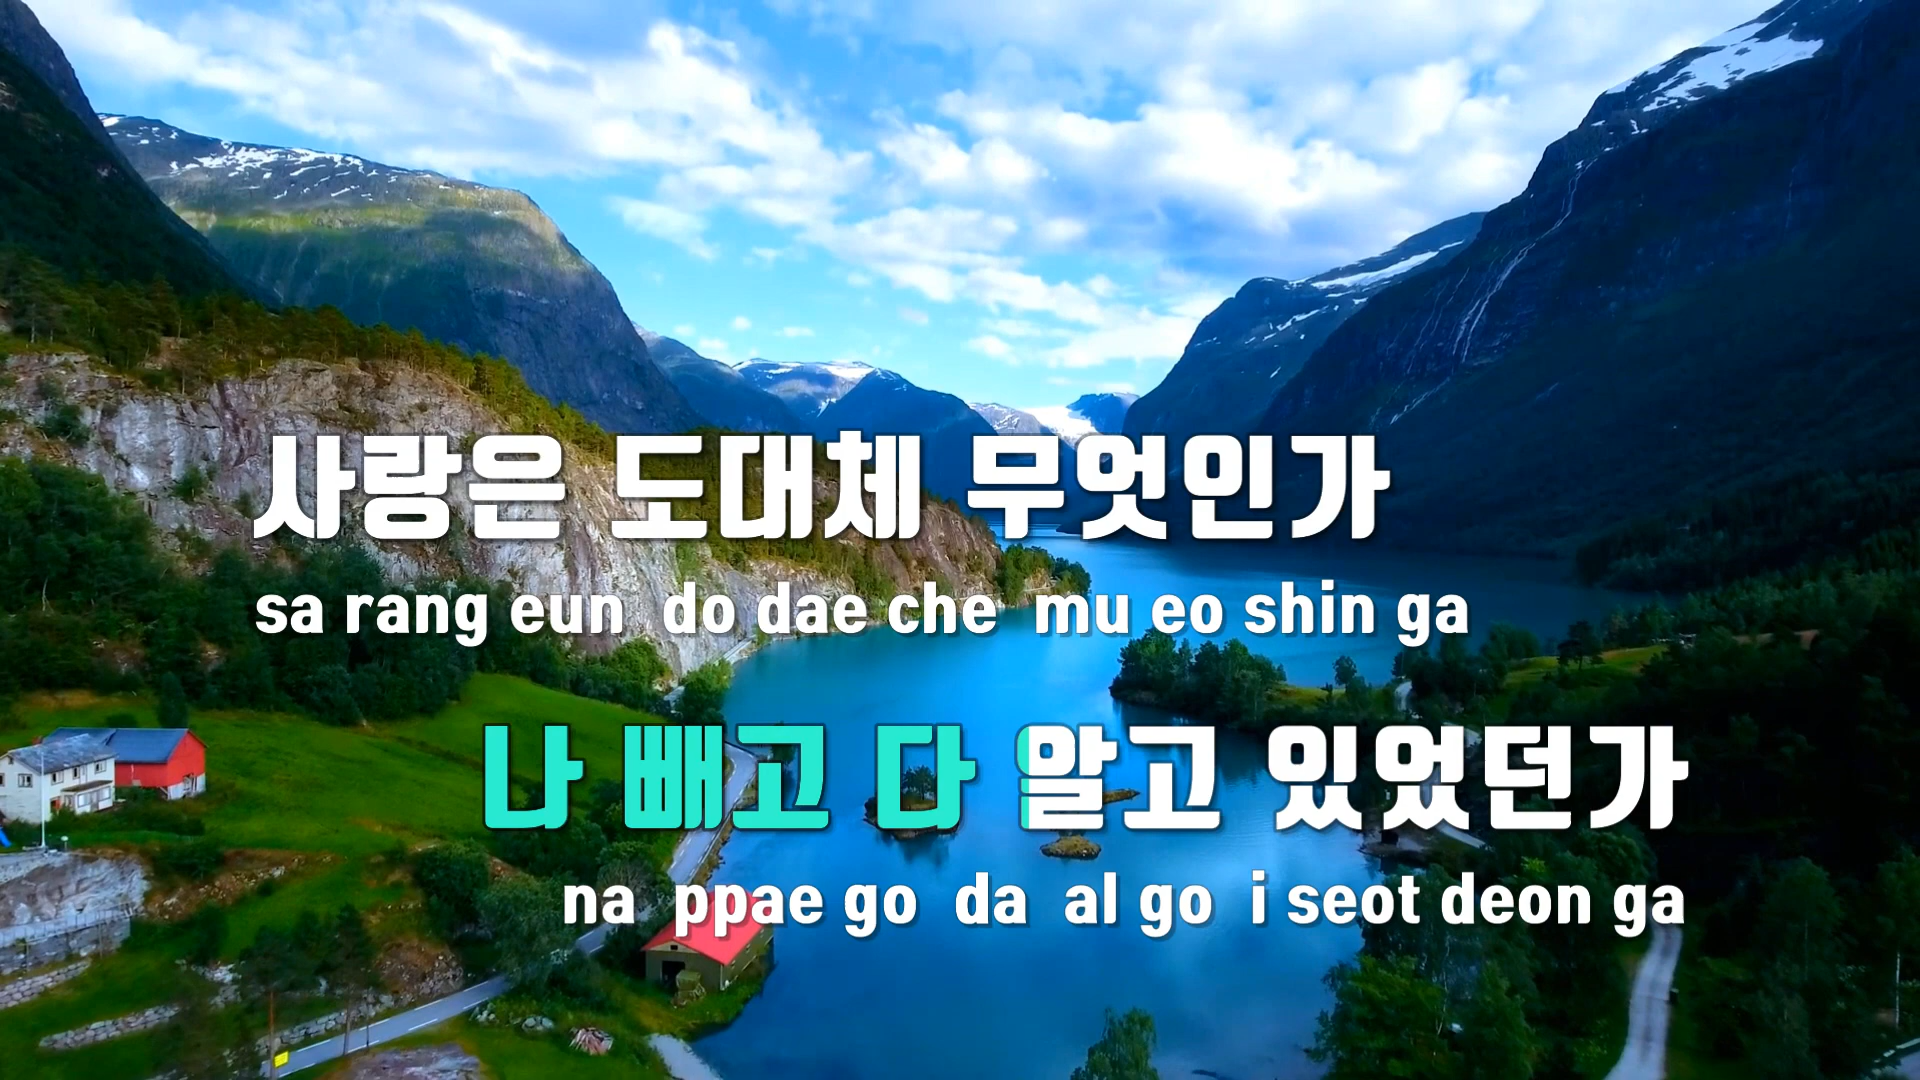 사랑은 도대체 무엇인가
sa rang eun do dae che mu eo shin ga
나 빼고 다 알고 있었던가
na ppae go da al go i seot deon ga